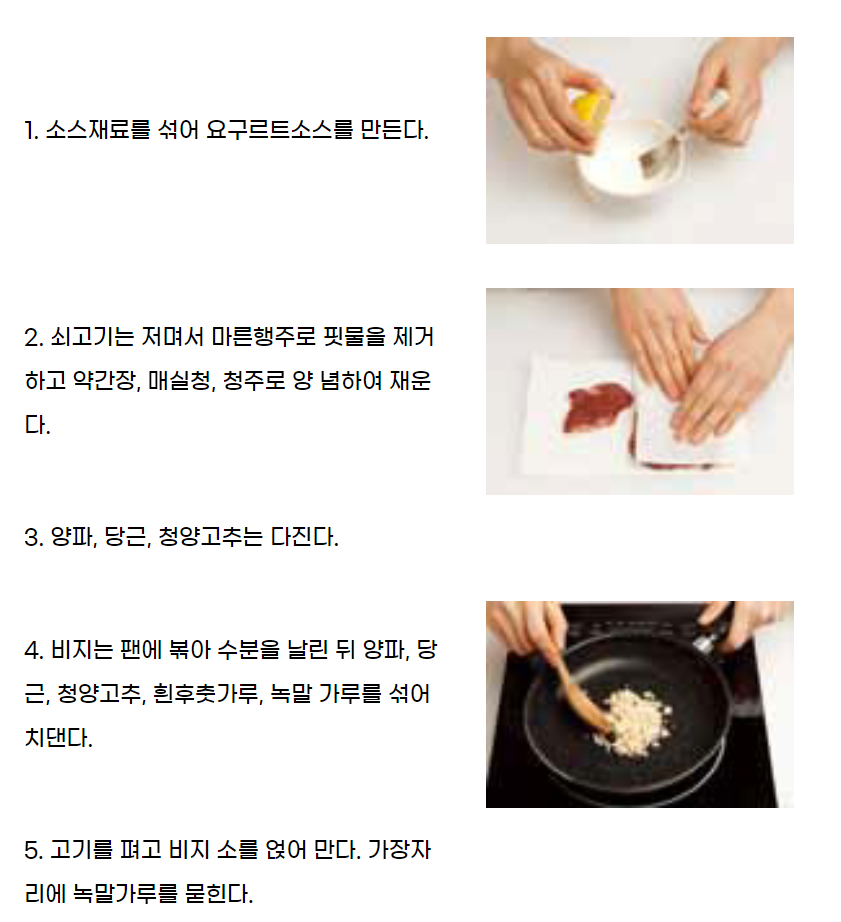 1. 소스재료를 섞어 요구르트소스를 만든다.
2. 쇠고기는 저며서 마른행주로 핏물을 제거
하고 약간장, 매실청, 청주로 양 념하여 재운
다.
3. 양파, 당근, 청양고추는 다진다.
4. 비지는 팬에 볶아 수분을 날린 뒤 양파, 당
근, 청양고추, 흰후춧가루, 녹말 가루를 섞어
치댄다.
5. 고기를 펴고 비지 소를 얹어 만다. 가장자
리에 녹말가루를 묻힌다.